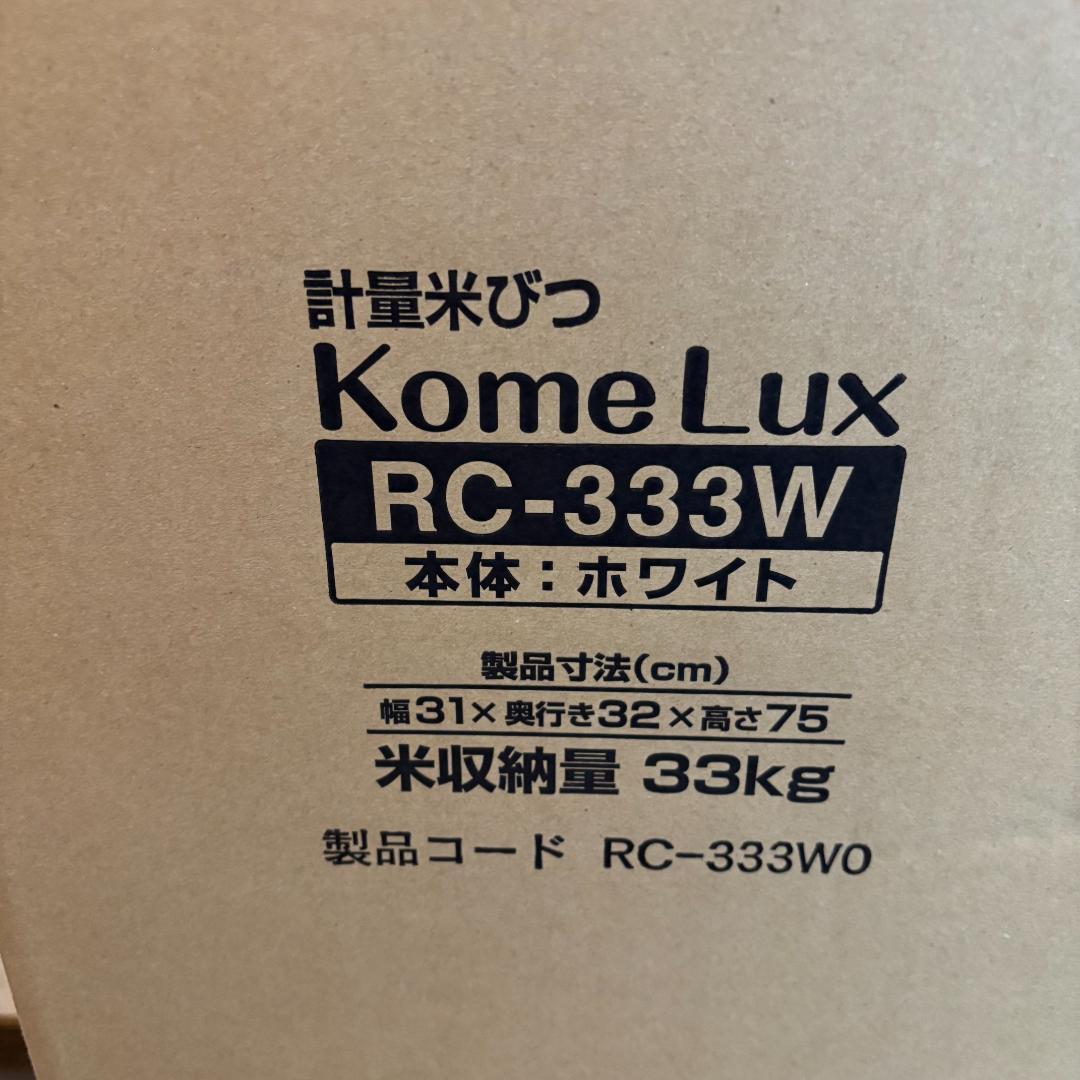 計量米びつ
Kome Lux
RC-333W
本体：ホワイト
製品寸法(cm)
幅31×奥行き32×高さ75
米収納量 33kg
製品コード RC-333W0